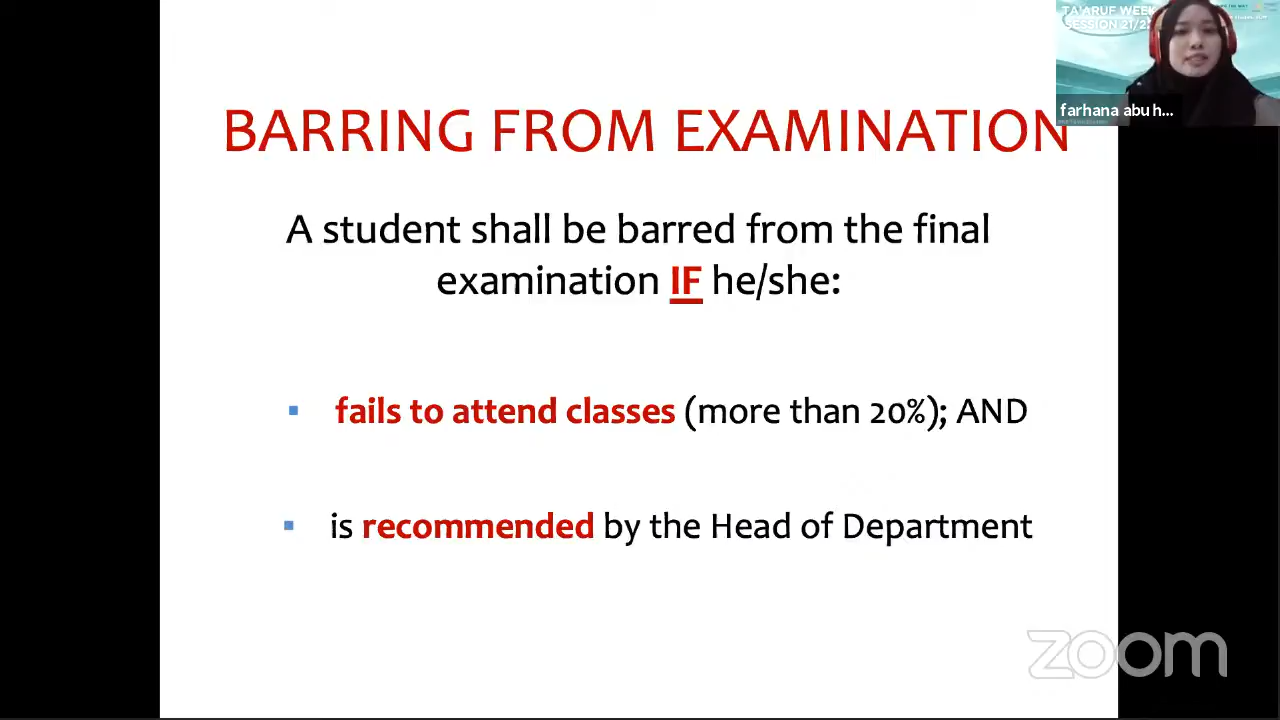 TA'ARUF WEEK
SESSION 21/2
farhana abu h...
BARRING FROM EXAMINATION
A student shall be barred from the final
examination IF he/she:
▪ fails to attend classes (more than 20%); AND
▪ is recommended by the Head of Department
zoom